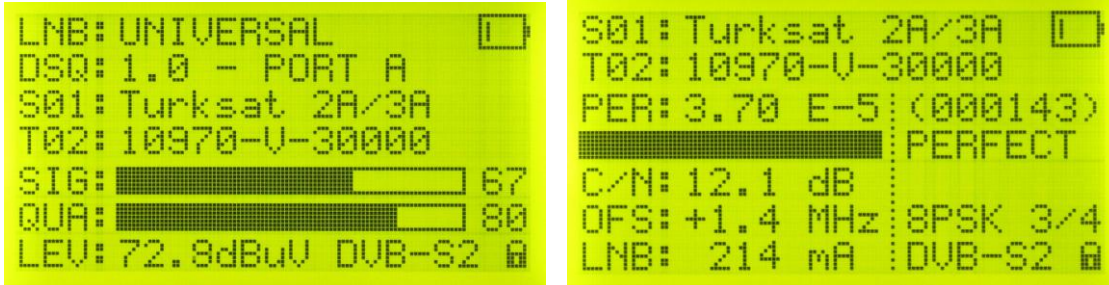 LNB:UNIVERSAL
DSQ:1.0 - PORT A
S01:Turksat 2A/3A
T02:10970-V-30000
SIG: 67
QUA: 80
LEV:72.8dBuV DVB-S2
S01:Turksat 2A/3A
T02:10970-V-30000
PER:3.70 E-5 (000143)
PERFECT
C/N:12.1 dB
OFS:+1.4 MHz 8PSK 3/4
LNB: 214 mA DVB-S2